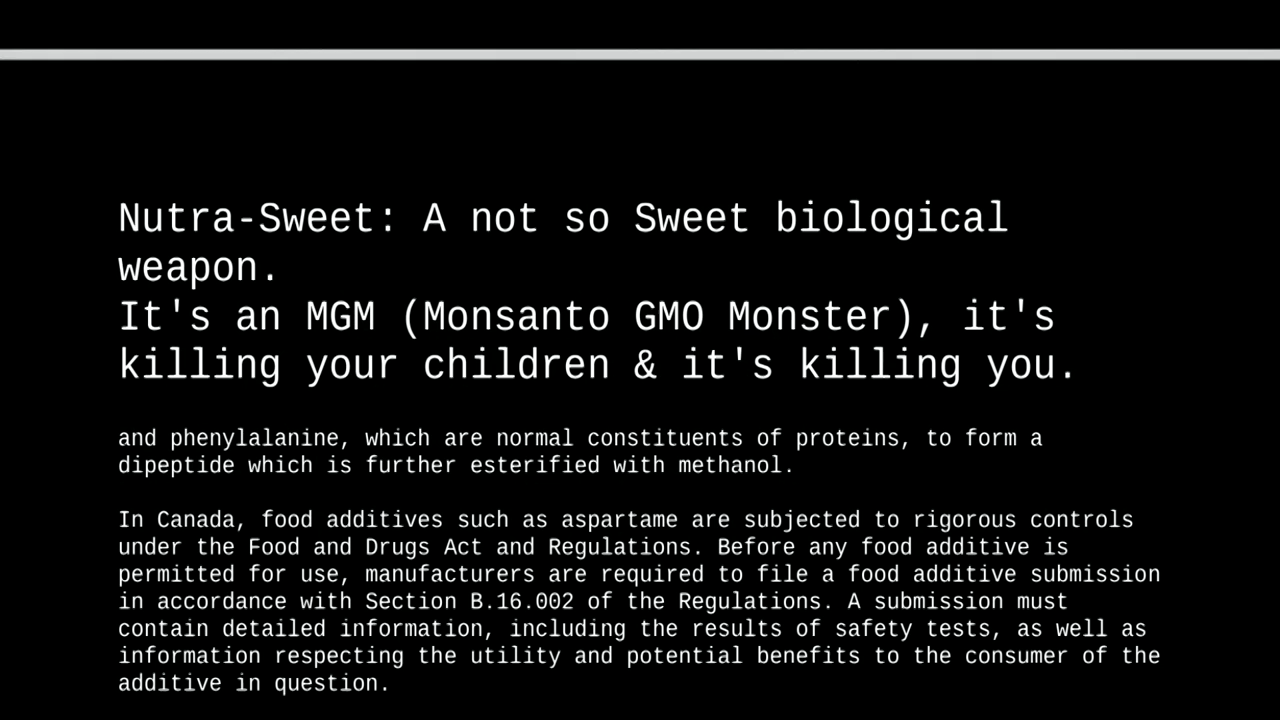 Nutra-Sweet: A not so Sweet biological
weapon.
It's an MGM (Monsanto GMO Monster), it's
killing your children & it's killing you.
and phenylalanine, which are normal constituents of proteins, to form a
dipeptide which is further esterified with methanol.
In Canada, food additives such as aspartame are subjected to rigorous controls
under the Food and Drugs Act and Regulations. Before any food additive is
permitted for use, manufacturers are required to file a food additive submission
in accordance with Section B.16.002 of the Regulations. A submission must
contain detailed information, including the results of safety tests, as well as
information respecting the utility and potential benefits to the consumer of the
additive in question.